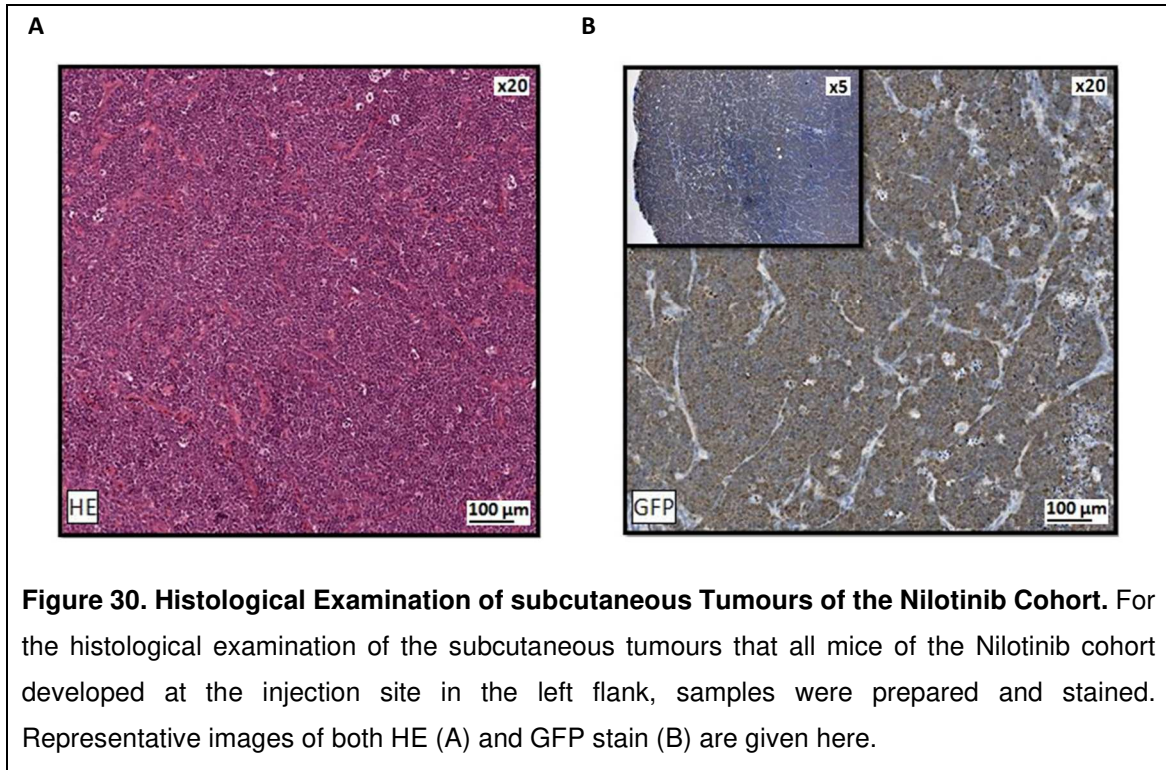 A
B
x20
x5
x20
HE
100 µm
GFP
100 µm
Figure 30. Histological Examination of subcutaneous Tumours of the Nilotinib Cohort. For
the histological examination of the subcutaneous tumours that all mice of the Nilotinib cohort
developed at the injection site in the left flank, samples were prepared and stained.
Representative images of both HE (A) and GFP stain (B) are given here.